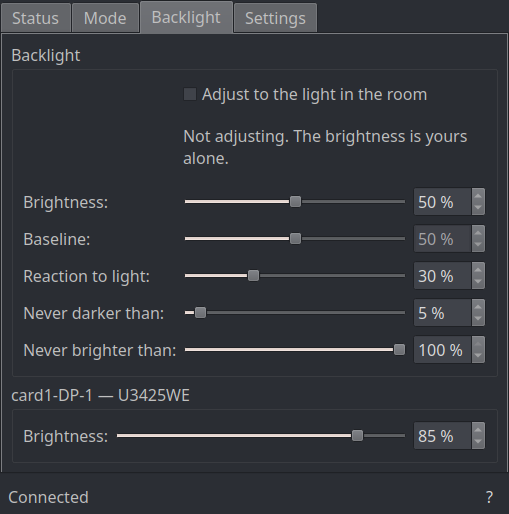 Status Mode Backlight Settings
Backlight
Adjust to the light in the room
Not adjusting. The brightness is yours
alone.
Brightness: 50 %
Baseline: 50 %
Reaction to light: 30 %
Never darker than: 5 %
Never brighter than: 100 %
card1-DP-1 — U3425WE
Brightness: 85 %
Connected ?